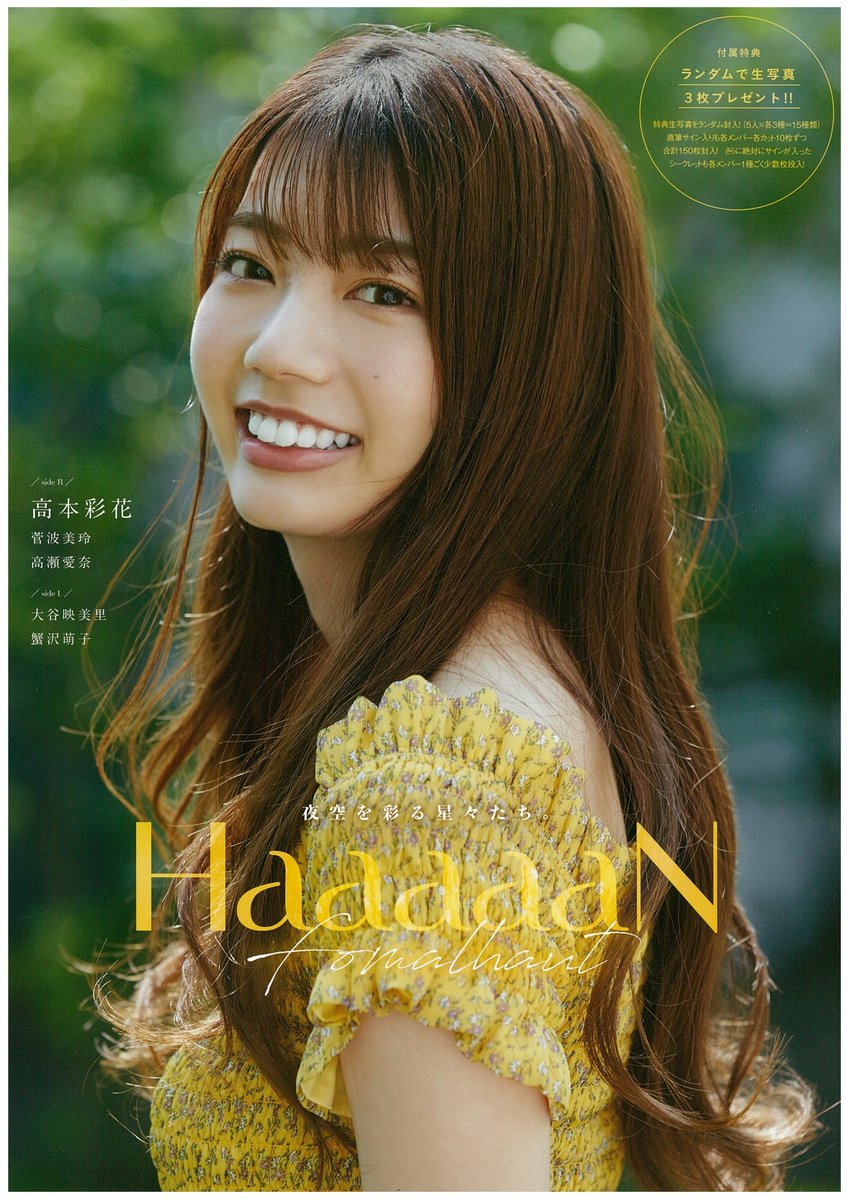 付属特典
ランダムで生写真
3枚プレゼント!!
特典生写真をランダム封入!(5人×各3種=15種類)
直筆サイン入りも各メンバー各カット10枚ずつ
合計150枚封入! さらに絶対にサインが入った
シークレットも各メンバー1種ごく少数枚投入!
／side R／
高本彩花
菅波美玲
高瀬愛奈
／side L／
大谷映美里
蟹沢萌子
夜空を彩る星々たち。
HaaaaaN
fomalhaut